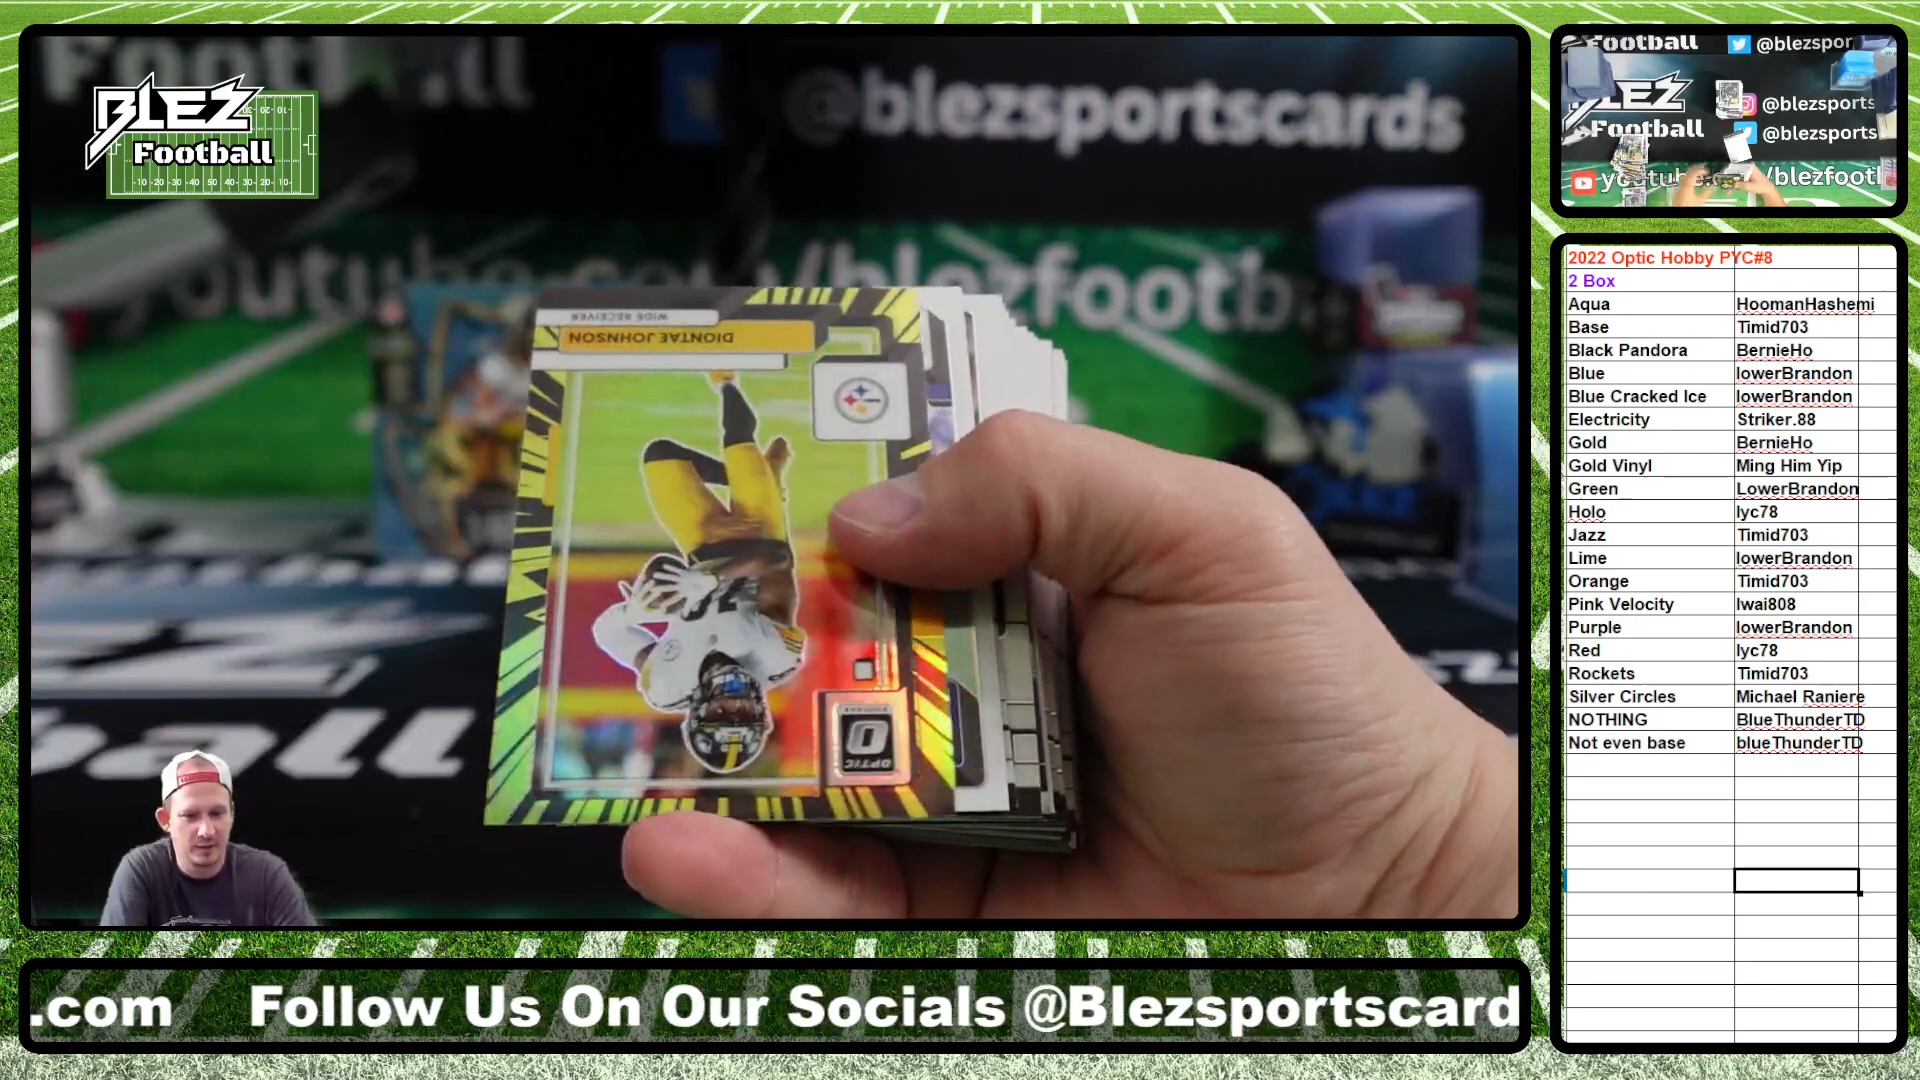 BLEZ
Football
@blezsportscards
youtube.com/blezfootb
WIDE RECEIVER
DIONTAE JOHNSON
OPTIC
Football
@blezspor
@blezsports
Football
@blezsports
/blezfootl
2022 Optic Hobby PYC#8
2 Box
Aqua HoomanHashemi
Base Timid703
Black Pandora BernieHo
Blue lowerBrandon
Blue Cracked Ice lowerBrandon
Electricity Striker.88
Gold BernieHo
Gold Vinyl Ming Him Yip
Green LowerBrandon
Holo lyc78
Jazz Timid703
Lime lowerBrandon
Orange Timid703
Pink Velocity lwai808
Purple lowerBrandon
Red lyc78
Rockets Timid703
Silver Circles Michael Raniere
NOTHING BlueThunderTD
Not even base blueThunderTD
.com Follow Us On Our Socials @Blezsportscard